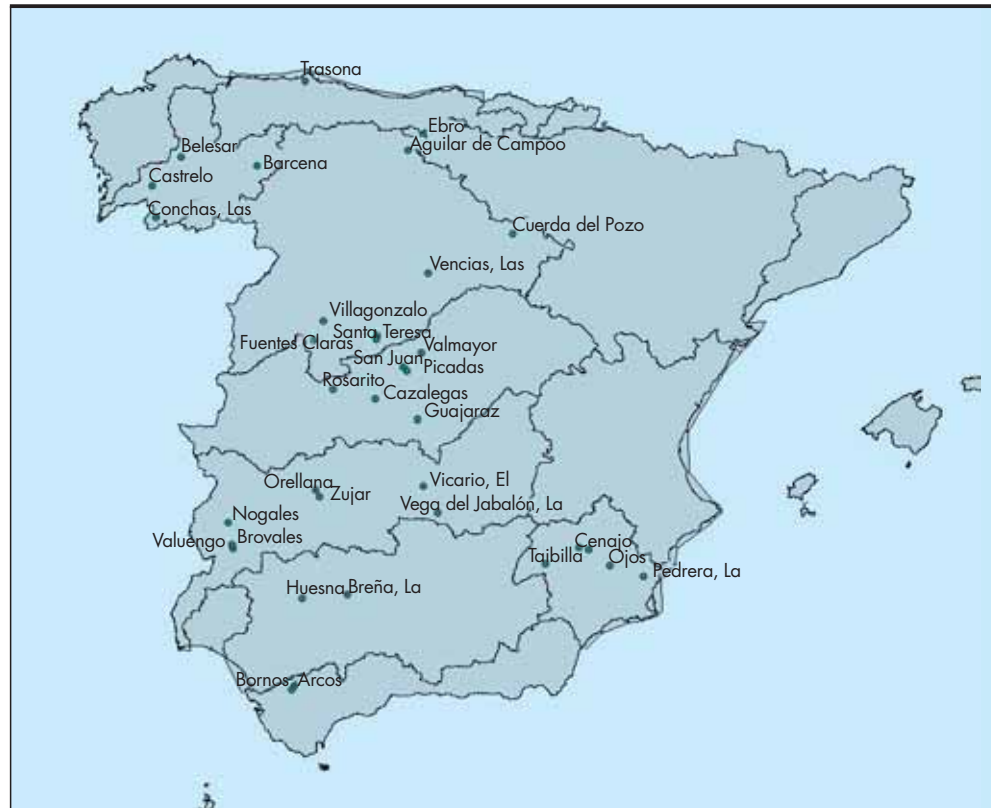 Trasona
Ebro
Aguilar de Campoo
Belesar
Barcena
Castrelo
Conchas, Las
Cuerda del Pozo
Vencias, Las
Villagonzalo
Santa Teresa
Fuentes Claras
Valmayor
San Juan
Picadas
Rosarito
Cazalegas
Guajaraz
Orellana
Zujar
Vicario, El
Vega del Jabalón, La
Nogales
Valuengo
Brovales
Cenajo
Taibilla
Ojos
Pedrera, La
Huesna
Breña, La
Bornos
Arcos